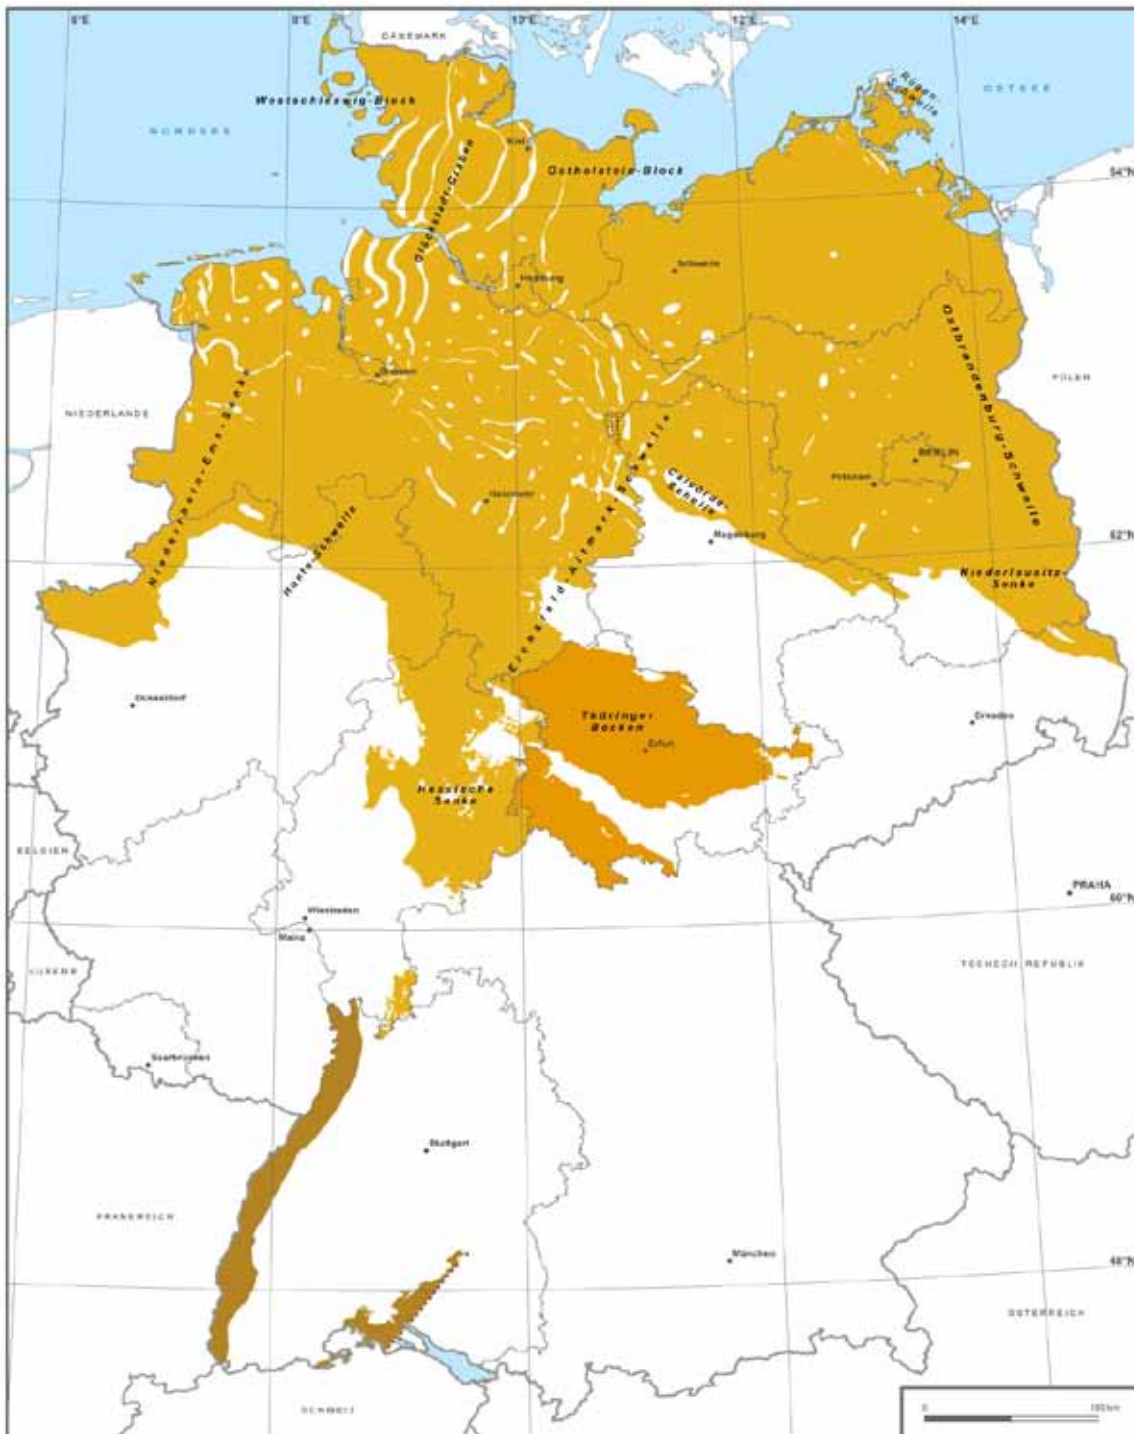 6°E
8°E
10°E
12°E
14°E
DÄNEMARK
Rügen-
Schwelle
OSTSEE
Westschleswig-Block
NORDSEE
Kiel
Glückstadt-Graben
Ostholstein-Block
54°N
Schwerin
Hamburg
Ostbrandenburg-Schwelle
Bremen
POLEN
NIEDERLANDE
Niederrhein-Ems-Senke
BERLIN
Potsdam
Calvörde-
Scholle
Hannover
Hunte-Schwelle
Eichsfeld-Altmark-Schwelle
Magdeburg
52°N
Niederlausitz-
Senke
Düsseldorf
Thüringer
Becken
Erfurt
Dresden
Hessische
Senke
BELGIEN
PRAHA
50°N
Wiesbaden
Mainz
LUXEMB
TSCHECH. REPUBLIK
Saarbrücken
Stuttgart
FRANKREICH
München
48°N
ÖSTERREICH
SCHWEIZ
0
100 km